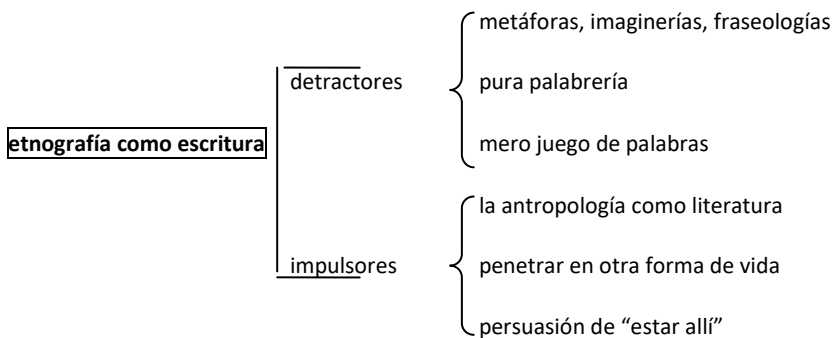 metáforas, imaginerías, fraseologías
detractores
pura palabrería
etnografía como escritura
mero juego de palabras
la antropología como literatura
impulsores
penetrar en otra forma de vida
persuasión de “estar allí”